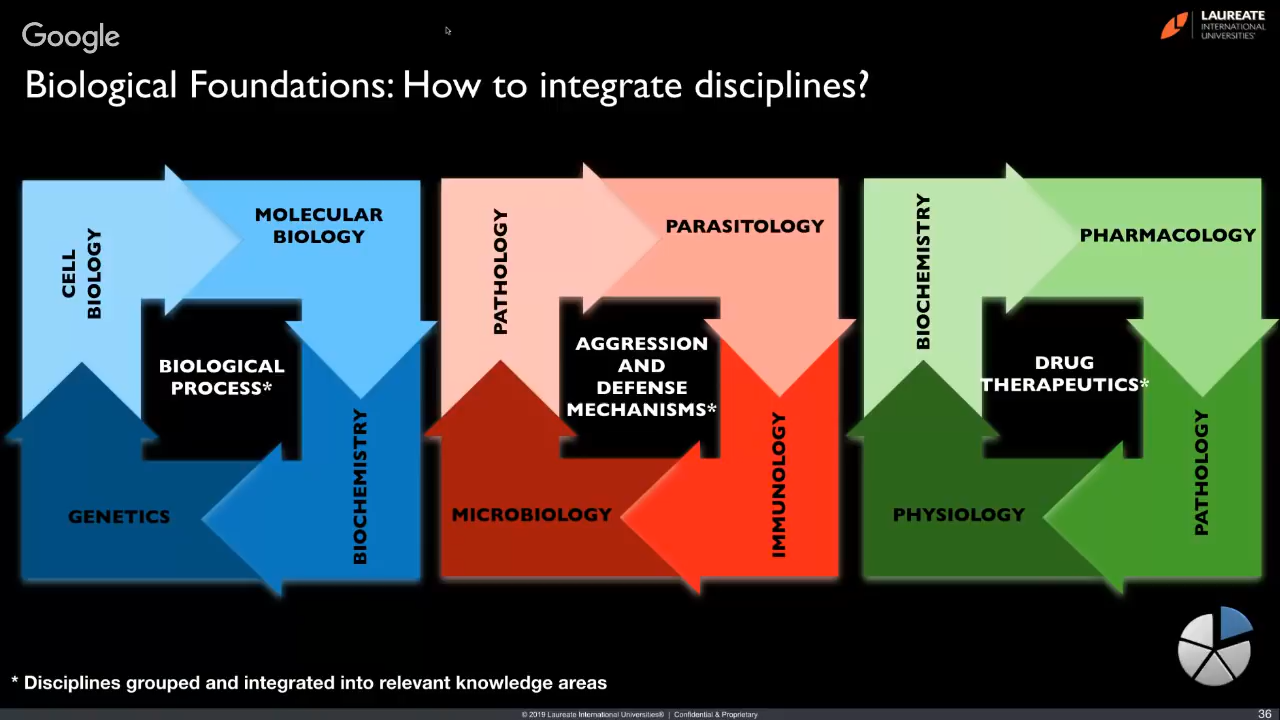 Google
LAUREATE
INTERNATIONAL
UNIVERSITIES®
Biological Foundations: How to integrate disciplines?
CELL
BIOLOGY
MOLECULAR
BIOLOGY
BIOLOGICAL
PROCESS*
BIOCHEMISTRY
GENETICS
PATHOLOGY
PARASITOLOGY
AGGRESSION
AND
DEFENSE
MECHANISMS*
IMMUNOLOGY
MICROBIOLOGY
BIOCHEMISTRY
PHARMACOLOGY
DRUG
THERAPEUTICS*
PATHOLOGY
PHYSIOLOGY
* Disciplines grouped and integrated into relevant knowledge areas
© 2019 Laureate International Universities® | Confidential & Proprietary
36